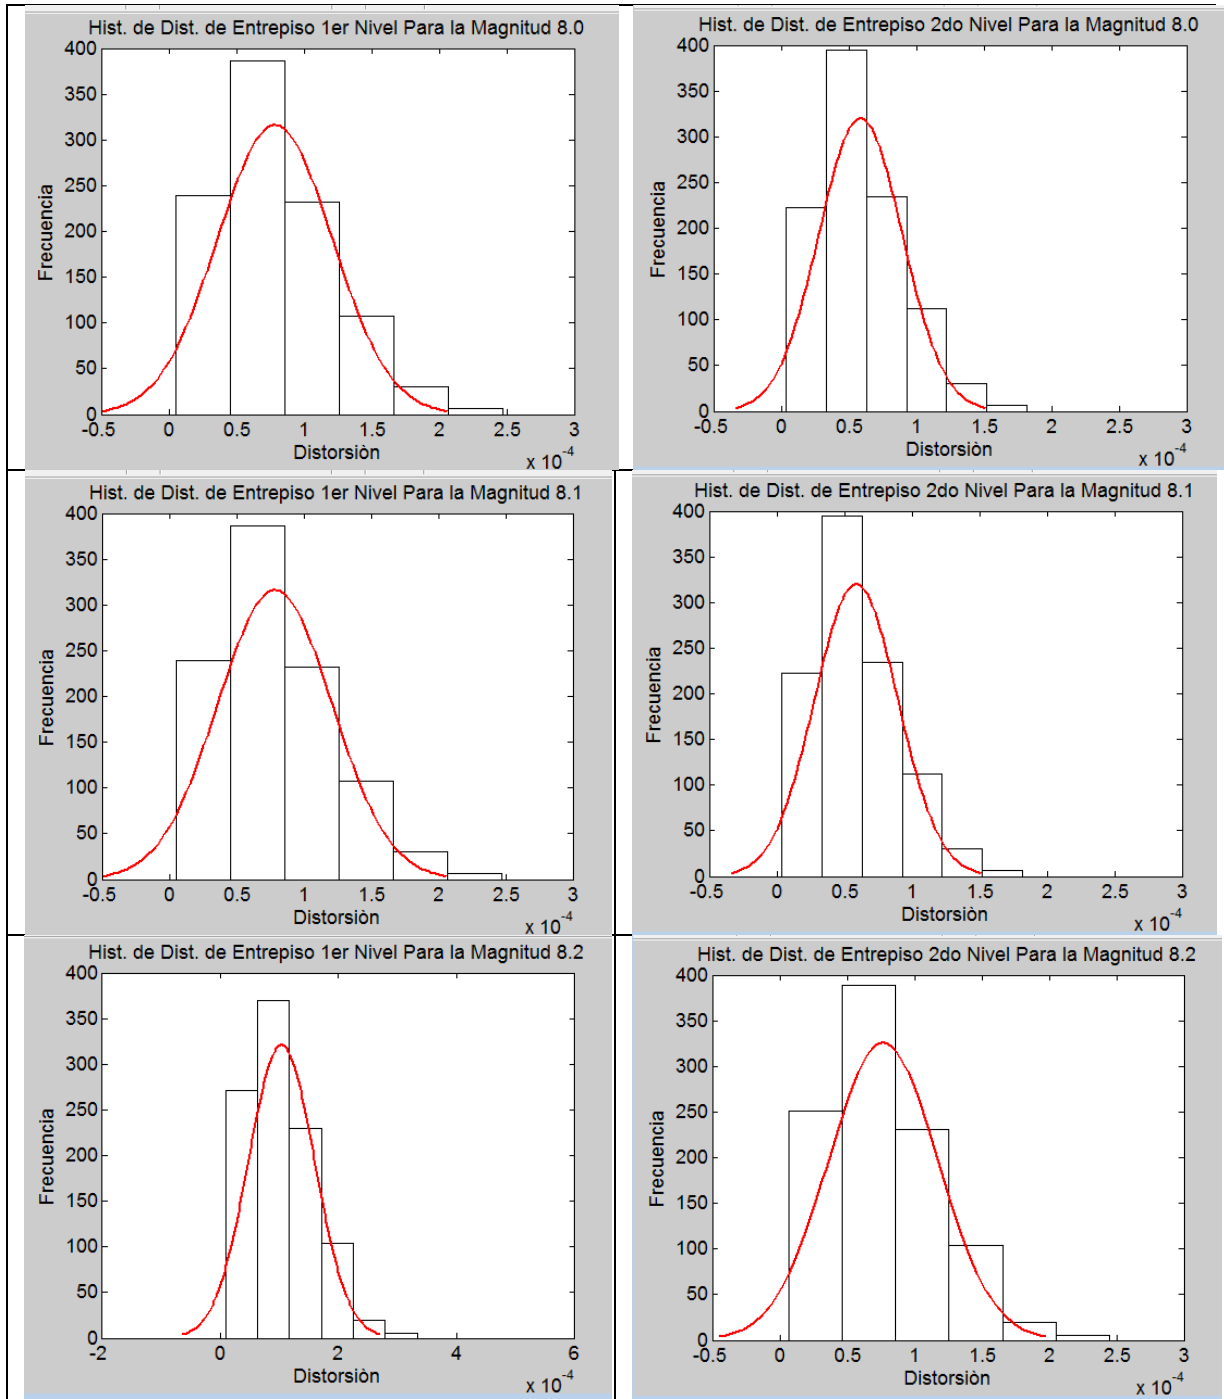 Hist. de Dist. de Entrepiso 1er Nivel Para la Magnitud 8.0
400
350
300
250
200
150
100
50
0
Frecuencia
-0.5 0 0.5 1 1.5 2 2.5 3
Distorsiòn
x 10-4
Hist. de Dist. de Entrepiso 2do Nivel Para la Magnitud 8.0
400
350
300
250
200
150
100
50
0
Frecuencia
-0.5 0 0.5 1 1.5 2 2.5 3
Distorsiòn
x 10-4
Hist. de Dist. de Entrepiso 1er Nivel Para la Magnitud 8.1
400
350
300
250
200
150
100
50
0
Frecuencia
-0.5 0 0.5 1 1.5 2 2.5 3
Distorsiòn
x 10-4
Hist. de Dist. de Entrepiso 2do Nivel Para la Magnitud 8.1
400
350
300
250
200
150
100
50
0
Frecuencia
-0.5 0 0.5 1 1.5 2 2.5 3
Distorsiòn
x 10-4
Hist. de Dist. de Entrepiso 1er Nivel Para la Magnitud 8.2
400
350
300
250
200
150
100
50
0
Frecuencia
-2 0 2 4 6
Distorsiòn
x 10-4
Hist. de Dist. de Entrepiso 2do Nivel Para la Magnitud 8.2
400
350
300
250
200
150
100
50
0
Frecuencia
-0.5 0 0.5 1 1.5 2 2.5 3
Distorsiòn
x 10-4